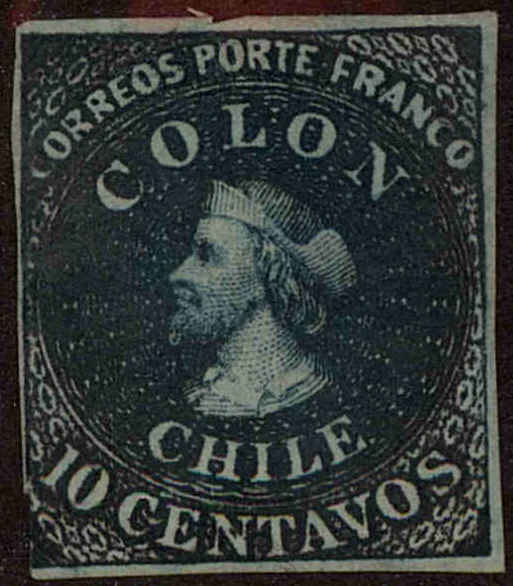 CORREOS PORTE FRANCO
COLON
CHILE
10 CENTAVOS